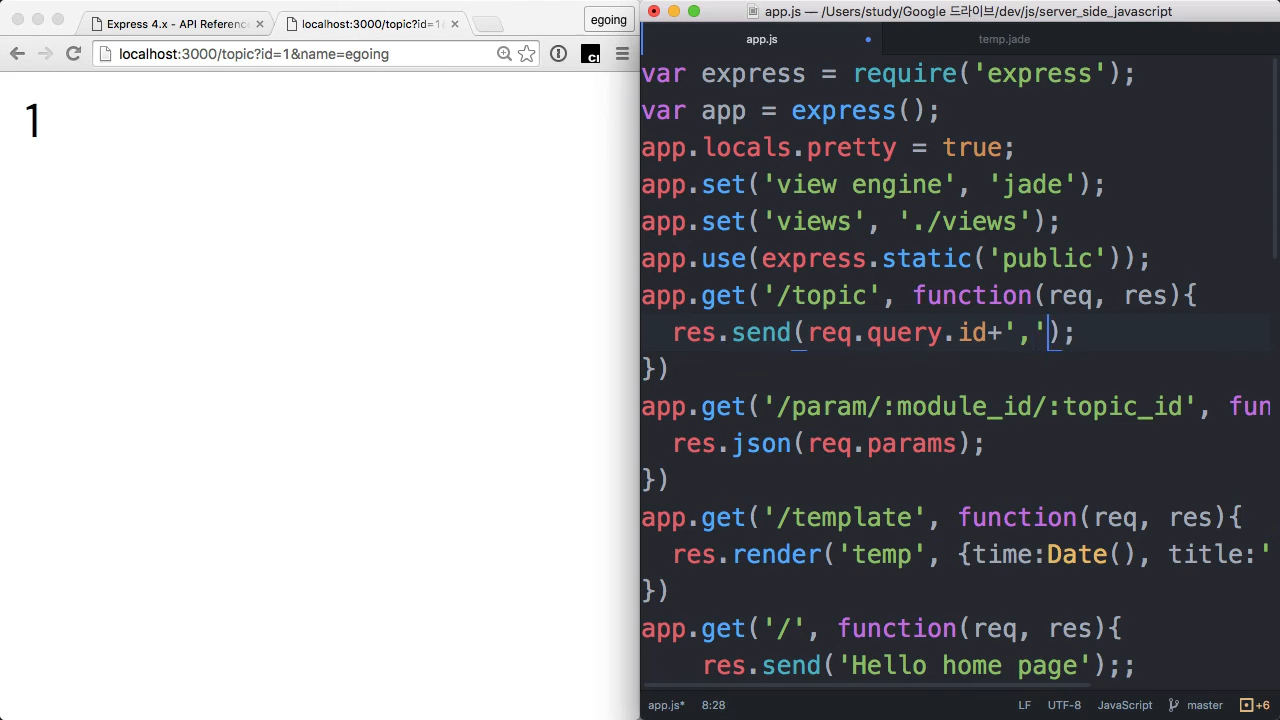 Express 4.x - API Referenc
localhost:3000/topic?id=1&
egoing
localhost:3000/topic?id=1&name=egoing
1
app.js — /Users/study/Google 드라이브/dev/js/server_side_javascript
app.js
temp.jade
var express = require('express');
var app = express();
app.locals.pretty = true;
app.set('view engine', 'jade');
app.set('views', './views');
app.use(express.static('public'));
app.get('/topic', function(req, res){
res.send(req.query.id+',');
})
app.get('/param/:module_id/:topic_id', fun
res.json(req.params);
})
app.get('/template', function(req, res){
res.render('temp', {time:Date(), title:'
})
app.get('/', function(req, res){
res.send('Hello home page');;
app.js* 8:28
LF UTF-8 JavaScript master +6